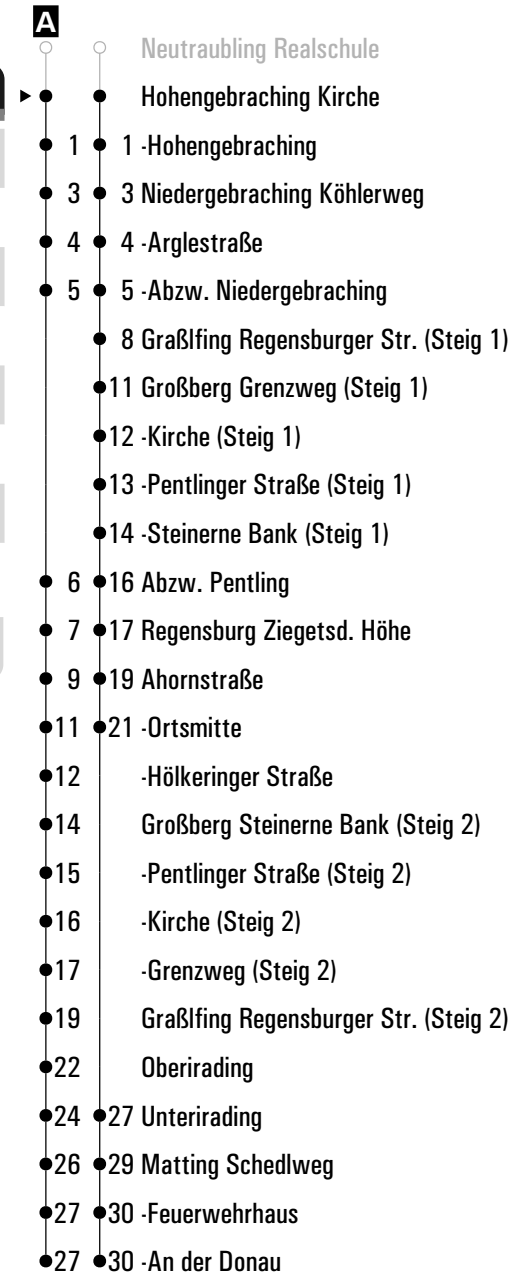 A
Neutraubling Realschule
Hohengebraching Kirche
1 1 -Hohengebraching
3 3 Niedergebraching Köhlerweg
4 4 -Arglestraße
5 5 -Abzw. Niedergebraching
8 Graßlfing Regensburger Str. (Steig 1)
11 Großberg Grenzweg (Steig 1)
12 -Kirche (Steig 1)
13 -Pentlinger Straße (Steig 1)
14 -Steinerne Bank (Steig 1)
6 16 Abzw. Pentling
7 17 Regensburg Ziegetsd. Höhe
9 19 Ahornstraße
11 21 -Ortsmitte
12 -Hölkeringer Straße
14 Großberg Steinerne Bank (Steig 2)
15 -Pentlinger Straße (Steig 2)
16 -Kirche (Steig 2)
17 -Grenzweg (Steig 2)
19 Graßlfing Regensburger Str. (Steig 2)
22 Oberirading
24 27 Unterirading
26 29 Matting Schedlweg
27 30 -Feuerwehrhaus
27 30 -An der Donau